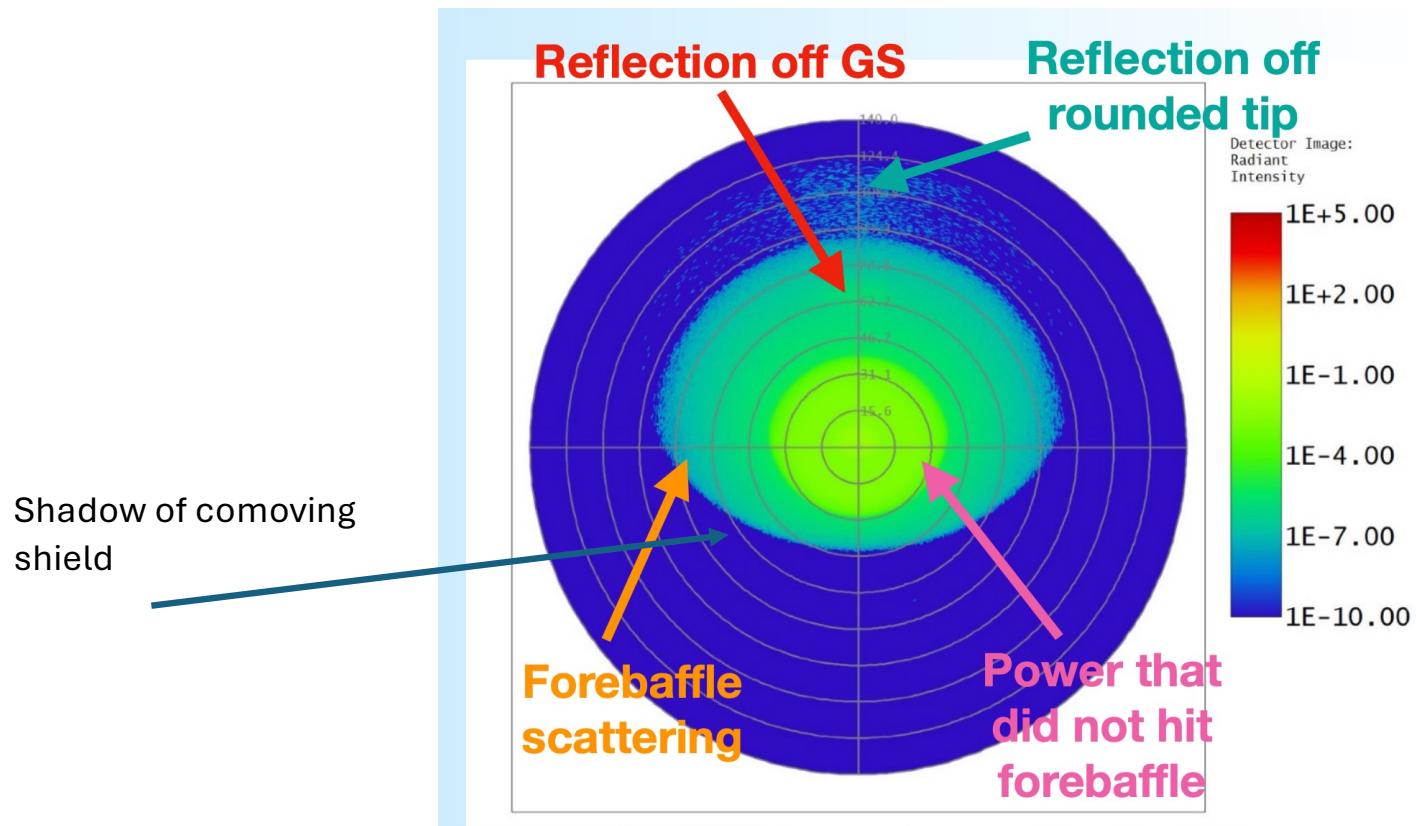 Reflection off GS
Reflection off
rounded tip
Detector Image:
Radiant
Intensity
140.0
124.4
62.2
46.7
31.1
15.6
1E+5.00
1E+2.00
1E-1.00
1E-4.00
1E-7.00
1E-10.00
Shadow of comoving
shield
Forebaffle
scattering
Power that
did not hit
forebaffle